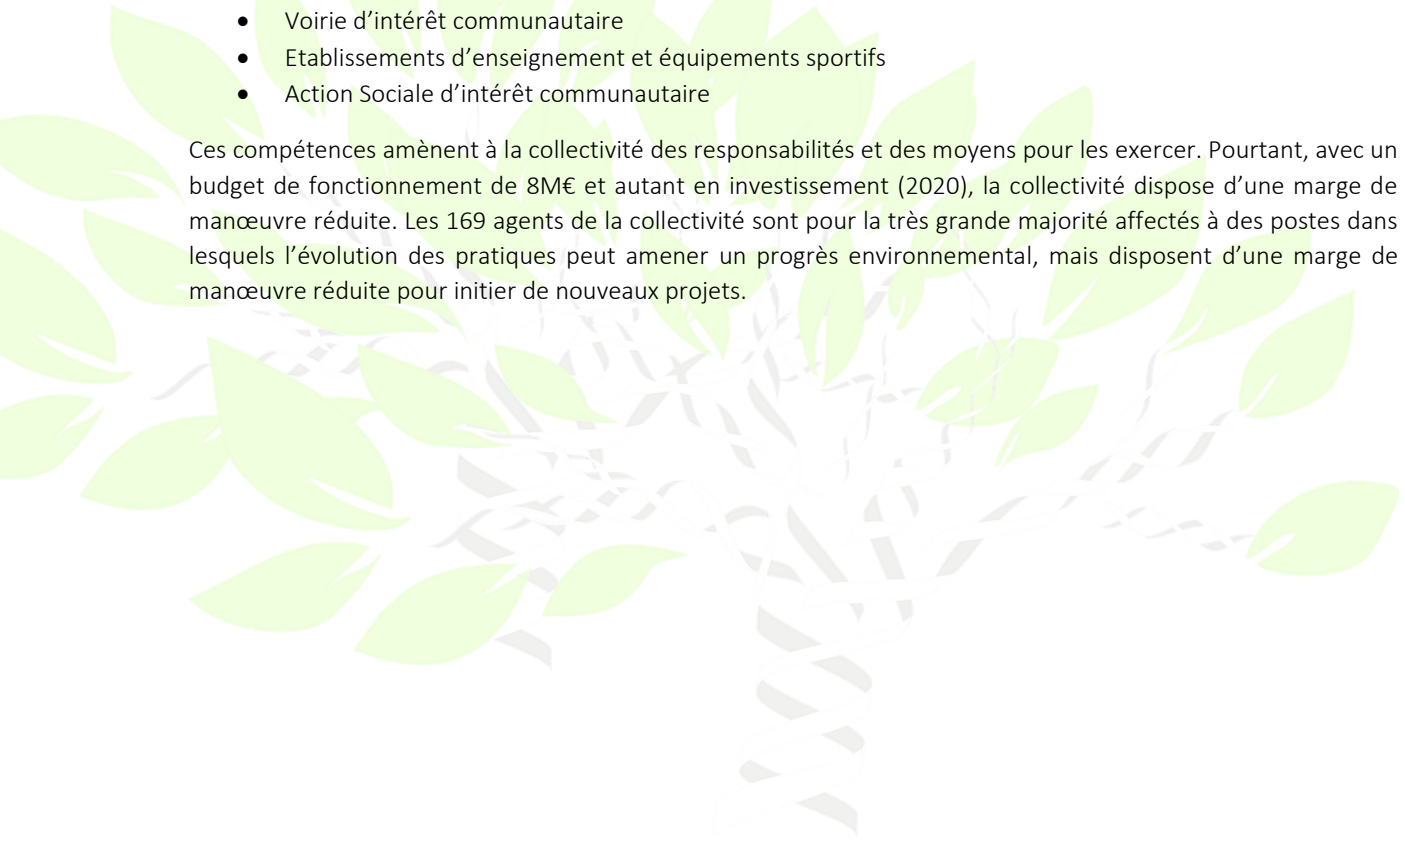 • Voirie d’intérêt communautaire
• Etablissements d’enseignement et équipements sportifs
• Action Sociale d’intérêt communautaire
Ces compétences amènent à la collectivité des responsabilités et des moyens pour les exercer. Pourtant, avec un
budget de fonctionnement de 8M€ et autant en investissement (2020), la collectivité dispose d’une marge de
manœuvre réduite. Les 169 agents de la collectivité sont pour la très grande majorité affectés à des postes dans
lesquels l’évolution des pratiques peut amener un progrès environnemental, mais disposent d’une marge de
manœuvre réduite pour initier de nouveaux projets.